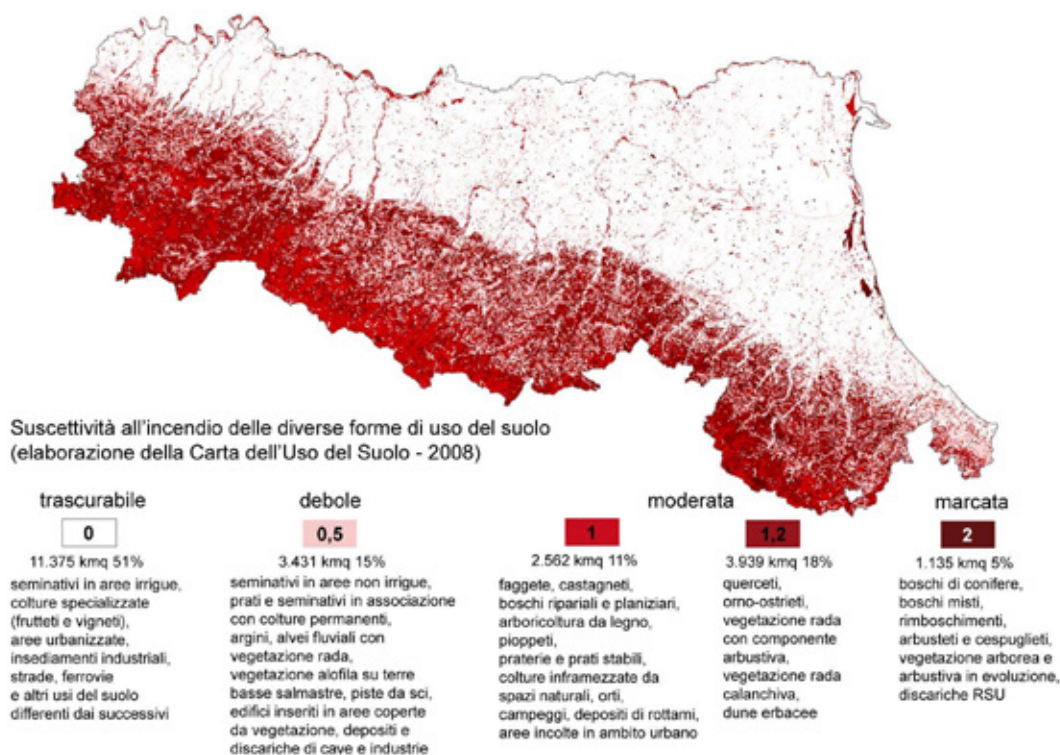 Suscettività all'incendio delle diverse forme di uso del suolo
(elaborazione della Carta dell'Uso del Suolo - 2008)
trascurabile
0
11.375 kmq 51%
seminativi in aree irrigue,
colture specializzate
(frutteti e vigneti),
aree urbanizzate,
insediamenti industriali,
strade, ferrovie
e altri usi del suolo
differenti dai successivi
debole
0,5
3.431 kmq 15%
seminativi in aree non irrigue,
prati e seminativi in associazione
con colture permanenti,
argini, alvei fluviali con
vegetazione rada,
vegetazione alofila su terre
basse salmastre, piste da sci,
edifici inseriti in aree coperte
da vegetazione, depositi e
discariche di cave e industrie
moderata
1
2.562 kmq 11%
faggete, castagneti,
boschi ripariali e planiziari,
arboricoltura da legno,
pioppeti,
praterie e prati stabili,
colture inframezzate da
spazi naturali, orti,
campeggi, depositi di rottami,
aree incolte in ambito urbano
1,2
3.939 kmq 18%
querceti,
orno-ostrieti,
vegetazione rada
con componente
arbustiva,
vegetazione rada
calanchiva,
dune erbacee
marcata
2
1.135 kmq 5%
boschi di conifere,
boschi misti,
rimboschimenti,
arbusteti e cespuglieti,
vegetazione arborea e
arbustiva in evoluzione,
discariche RSU